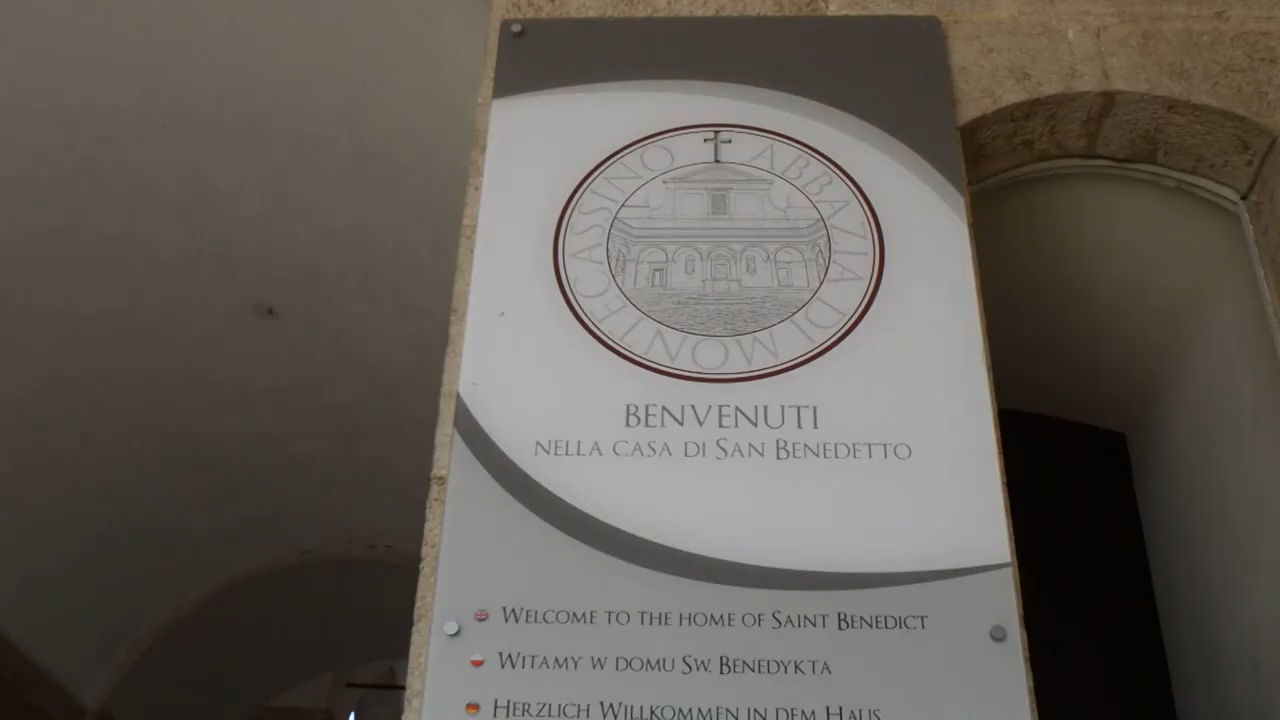 ABBAZIA DI MONTECASSINO
BENVENUTI
NELLA CASA DI SAN BENEDETTO
WELCOME TO THE HOME OF SAINT BENEDICT
WITAMY W DOMU SW. BENEDYKTA
HERZLICH WILLKOMMEN IN DEM HAUS